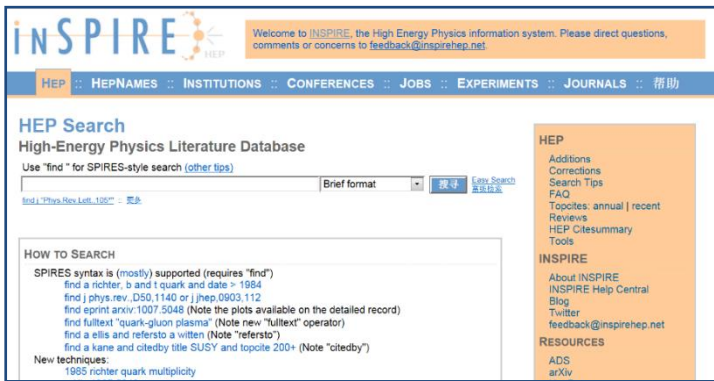 iNSPIRE
HEP
Welcome to INSPIRE, the High Energy Physics information system. Please direct questions,
comments or concerns to feedback@inspirehep.net.
HEP :: HEPNAMES :: INSTITUTIONS :: CONFERENCES :: JOBS :: EXPERIMENTS :: JOURNALS :: 帮助
HEP Search
High-Energy Physics Literature Database
Use "find " for SPIRES-style search (other tips)
Brief format
搜寻
Easy Search
高级检索
find j "Phys.Rev.Lett.,105*" :: 更多
HOW TO SEARCH
SPIRES syntax is (mostly) supported (requires "find")
find a richter, b and t quark and date > 1984
find j phys.rev.,D50,1140 or j jhep,0903,112
find eprint arxiv:1007.5048 (Note the plots available on the detailed record)
find fulltext "quark-gluon plasma" (Note new "fulltext" operator)
find a ellis and refersto a witten (Note "refersto")
find a kane and citedby title SUSY and topcite 200+ (Note "citedby")
New techniques:
1985 richter quark multiplicity
HEP
Additions
Corrections
Search Tips
FAQ
Topcites: annual | recent
Reviews
HEP Citesummary
Tools
INSPIRE
About INSPIRE
INSPIRE Help Central
Blog
Twitter
feedback@inspirehep.net
RESOURCES
ADS
arXiv